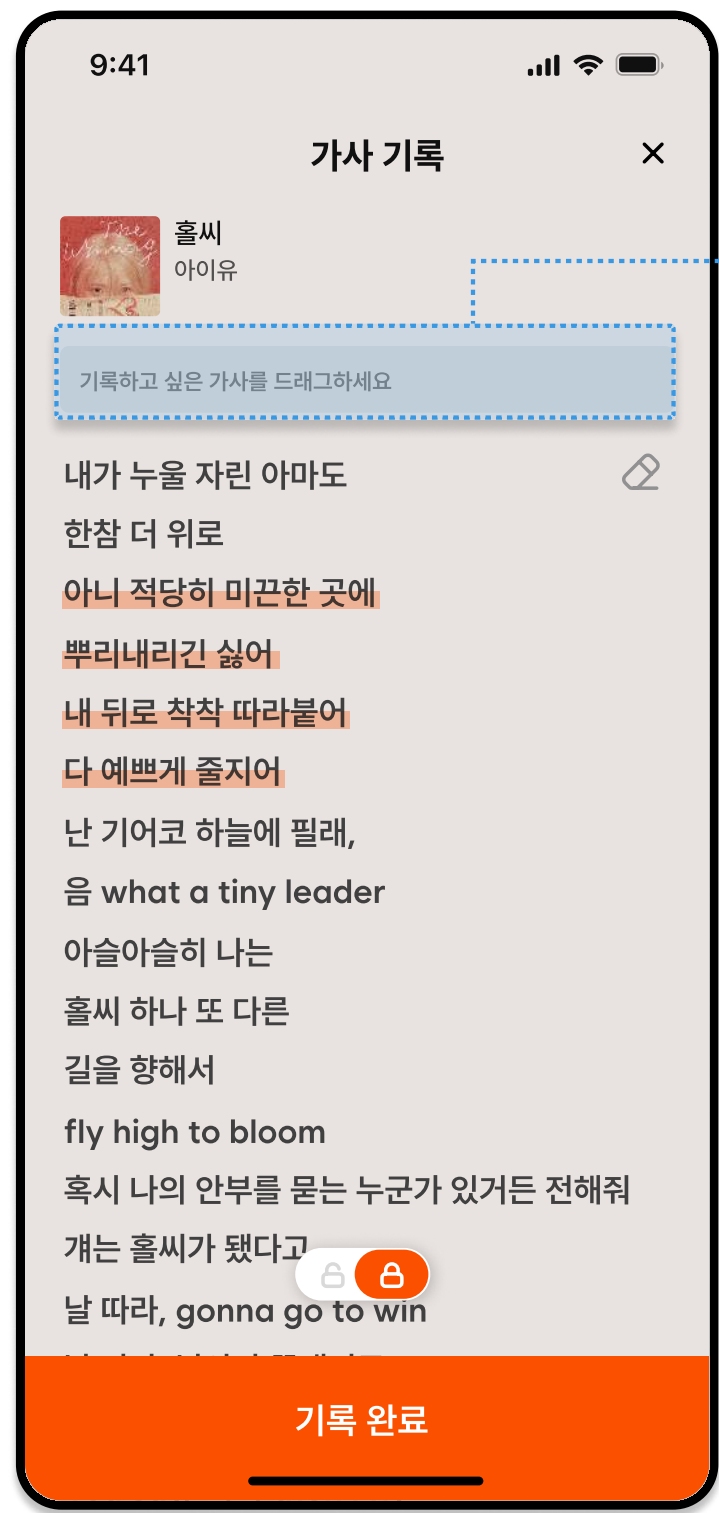 9:41
가사 기록
The
Winning
홀씨
아이유
기록하고 싶은 가사를 드래그하세요
내가 누울 자린 아마도
한참 더 위로
아니 적당히 미끈한 곳에
뿌리내리긴 싫어
내 뒤로 착착 따라붙어
다 예쁘게 줄지어
난 기어코 하늘에 필래,
음 what a tiny leader
아슬아슬히 나는
홀씨 하나 또 다른
길을 향해서
fly high to bloom
혹시 나의 안부를 묻는 누군가 있거든 전해줘
걔는 홀씨가 됐다고
날 따라, gonna go to win
기록 완료